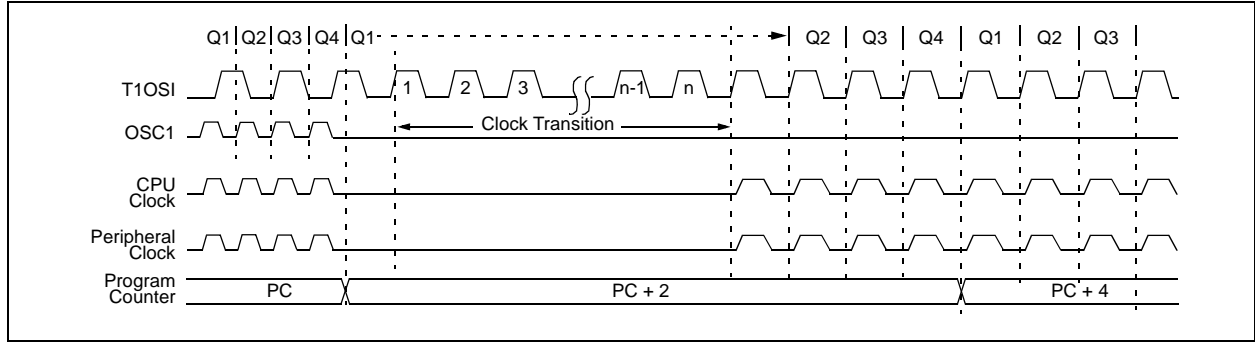 Q1 Q2 Q3 Q4 Q1 Q2 Q3 Q4 Q1 Q2 Q3
T1OSI 1 2 3 n-1 n
Clock Transition
OSC1
CPU
Clock
Peripheral
Clock
Program
Counter
PC PC + 2 PC + 4